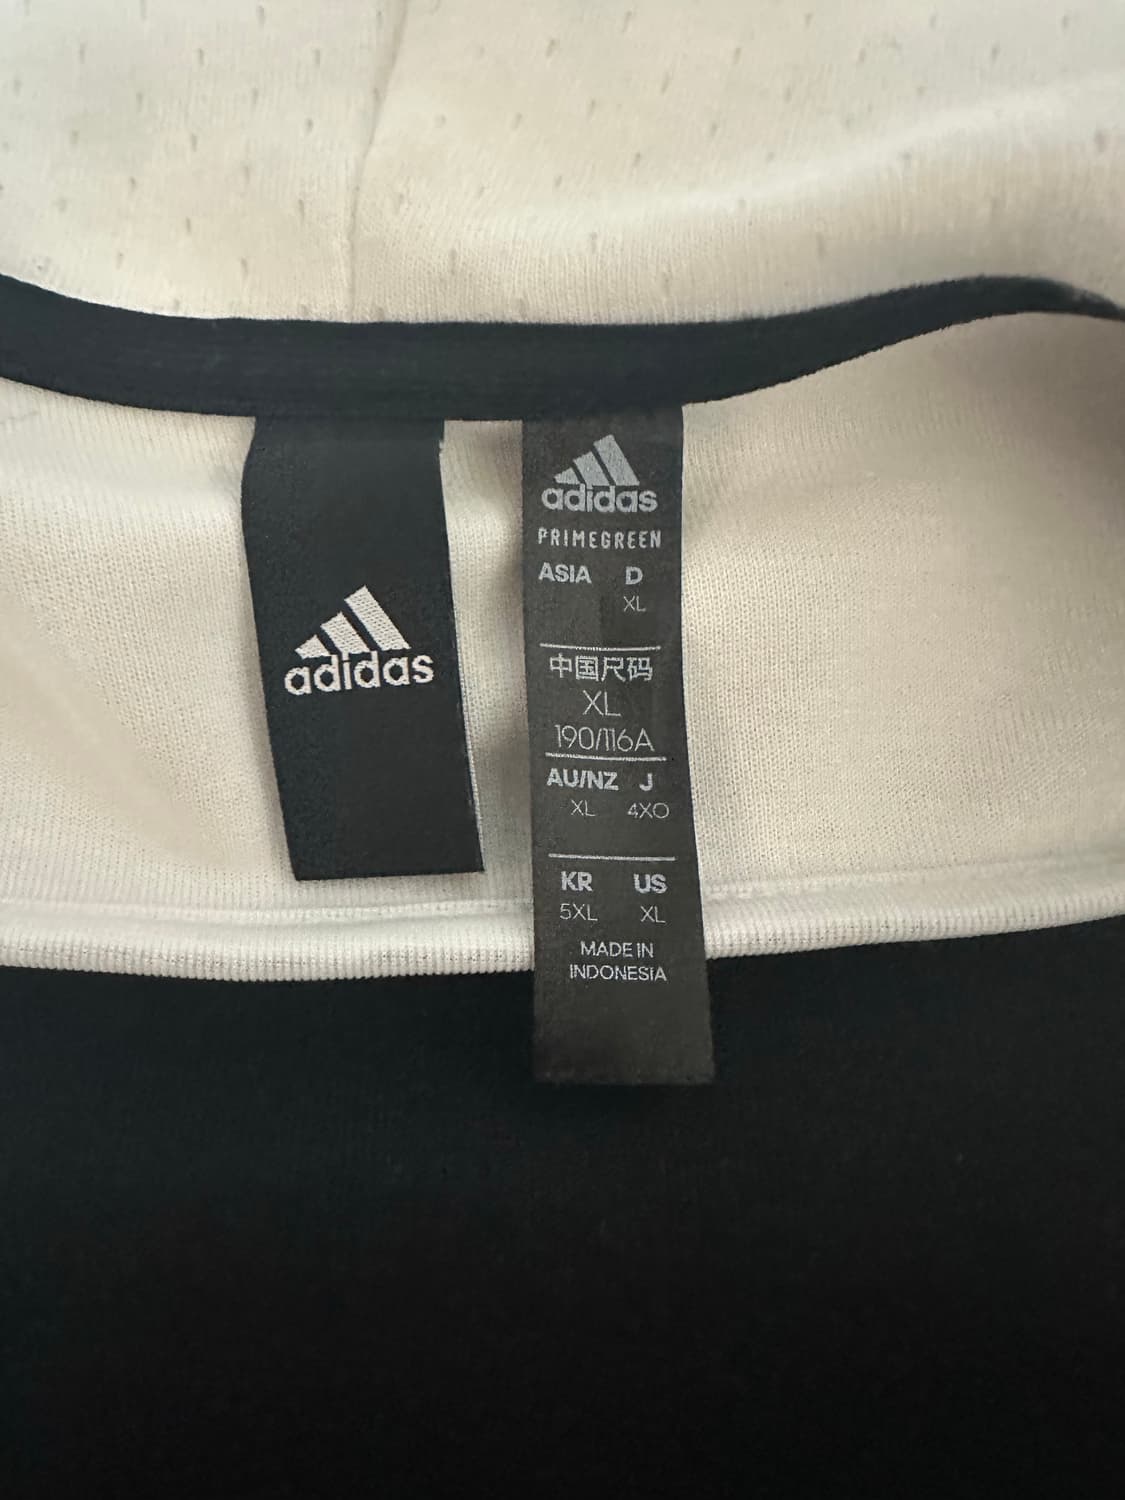 adidas
adidas
PRIMEGREEN
ASIA D
XL
中国尺码
XL
190/116A
AU/NZ J
XL 4XO
KR US
5XL XL
MADE IN
INDONESIA